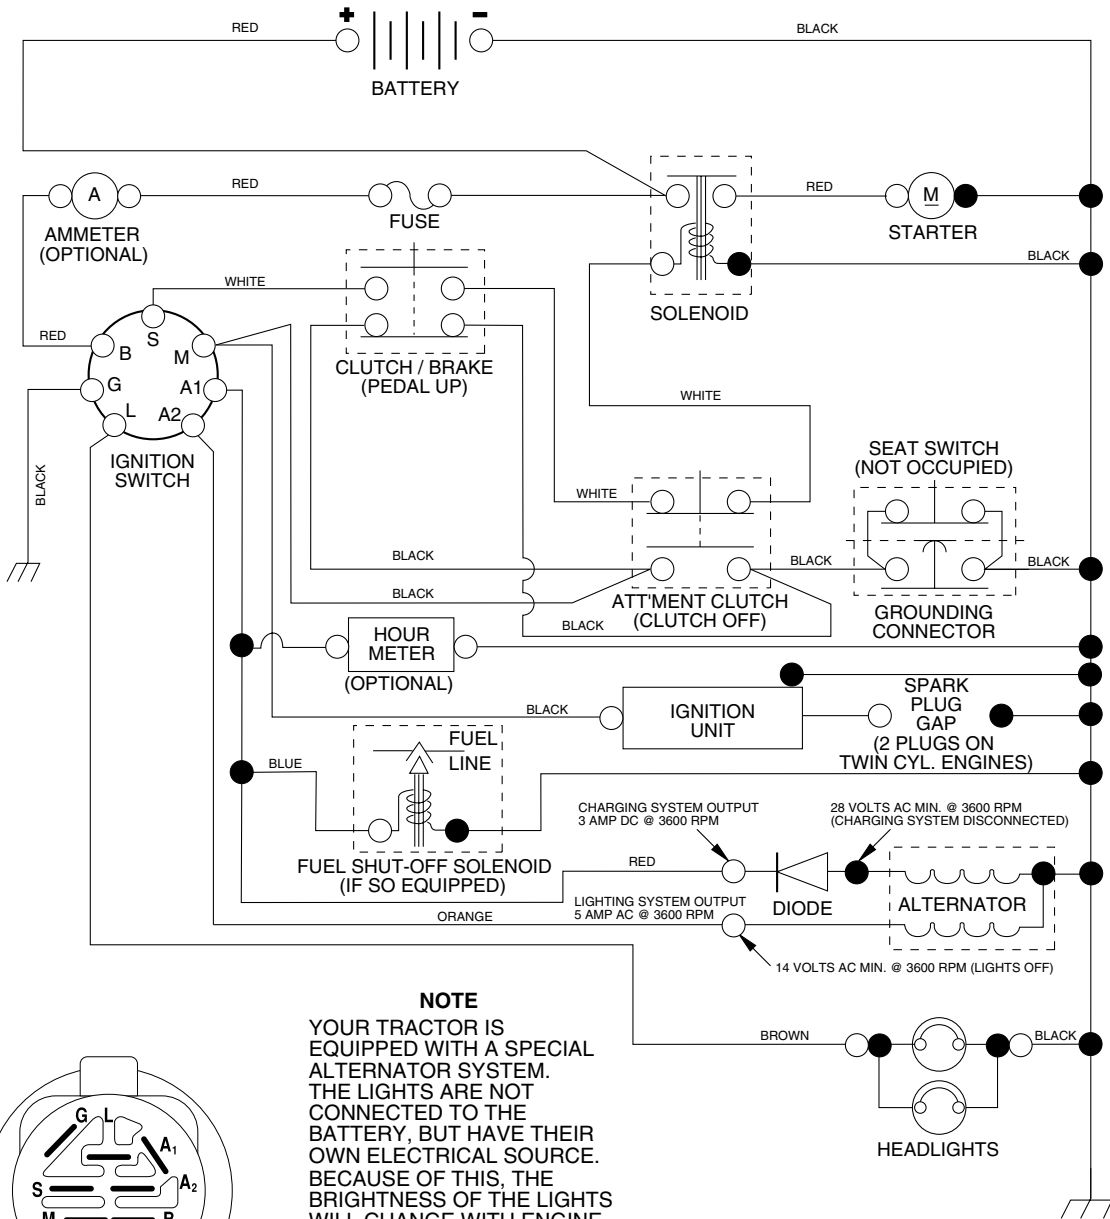 + −
RED
BLACK
BATTERY
RED
A
FUSE
AMMETER
(OPTIONAL)
RED
M
STARTER
BLACK
SOLENOID
WHITE
CLUTCH / BRAKE
(PEDAL UP)
RED
S
B
M
G
A1
L
A2
IGNITION
SWITCH
BLACK
WHITE
SEAT SWITCH
(NOT OCCUPIED)
WHITE
BLACK
BLACK
BLACK
BLACK
ATT'MENT CLUTCH
(CLUTCH OFF)
GROUNDING
CONNECTOR
BLACK
HOUR
METER
(OPTIONAL)
BLACK
IGNITION
UNIT
SPARK
PLUG
GAP
(2 PLUGS ON
TWIN CYL. ENGINES)
FUEL
LINE
BLUE
FUEL SHUT-OFF SOLENOID
(IF SO EQUIPPED)
CHARGING SYSTEM OUTPUT
3 AMP DC @ 3600 RPM
28 VOLTS AC MIN. @ 3600 RPM
(CHARGING SYSTEM DISCONNECTED)
RED
DIODE
ALTERNATOR
LIGHTING SYSTEM OUTPUT
5 AMP AC @ 3600 RPM
ORANGE
14 VOLTS AC MIN. @ 3600 RPM (LIGHTS OFF)
BROWN
BLACK
HEADLIGHTS
NOTE
YOUR TRACTOR IS
EQUIPPED WITH A SPECIAL
ALTERNATOR SYSTEM.
THE LIGHTS ARE NOT
CONNECTED TO THE
BATTERY, BUT HAVE THEIR
OWN ELECTRICAL SOURCE.
BECAUSE OF THIS, THE
BRIGHTNESS OF THE LIGHTS
WILL CHANGE WITH ENGINE
G L
A1
S
A2
M
B